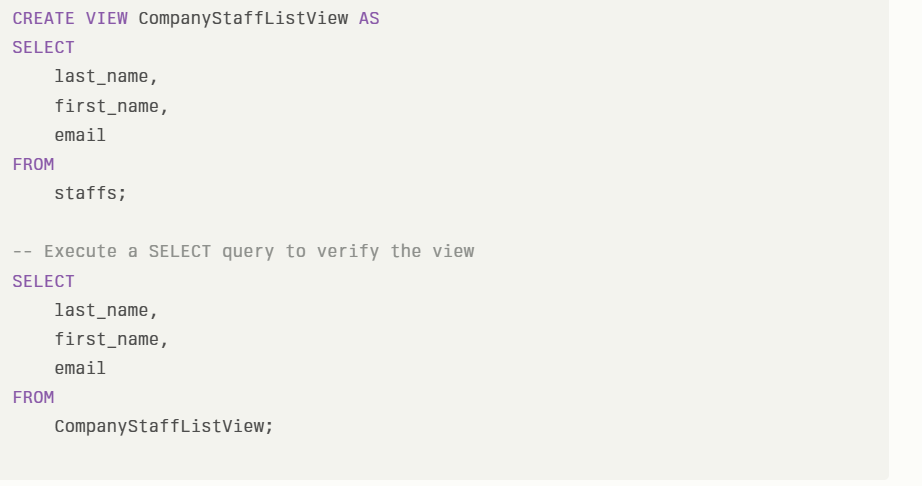 CREATE VIEW CompanyStaffListView AS
SELECT
    last_name,
    first_name,
    email
FROM
    staffs;

-- Execute a SELECT query to verify the view
SELECT
    last_name,
    first_name,
    email
FROM
    CompanyStaffListView;